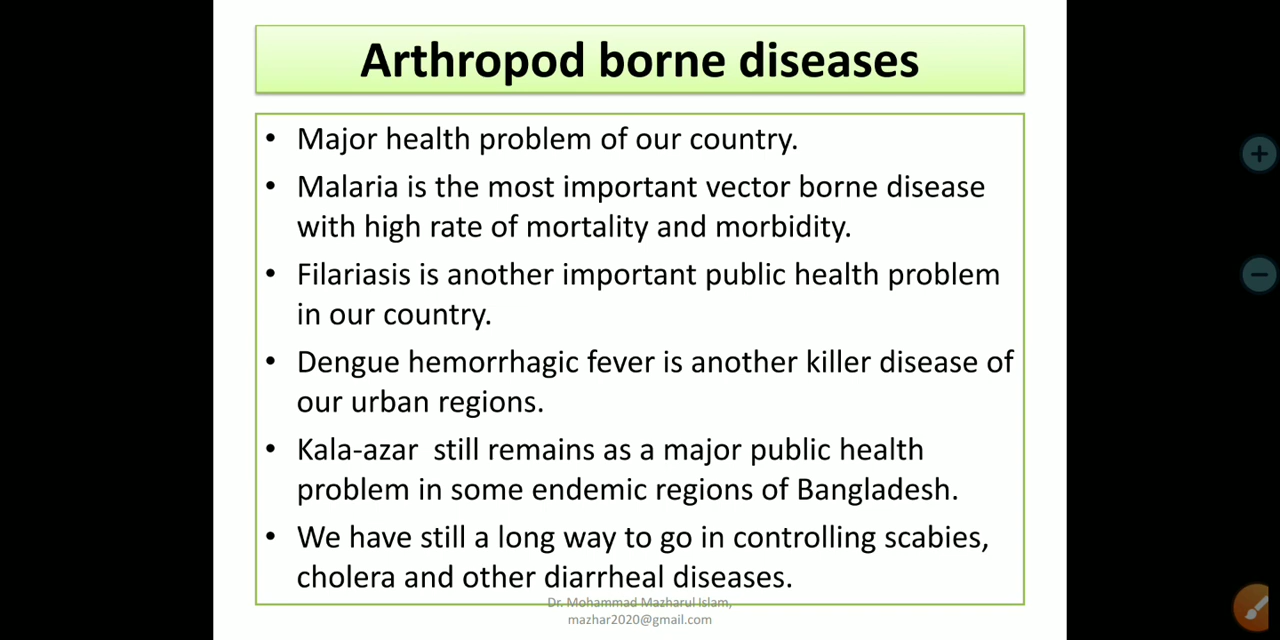 Arthropod borne diseases
• Major health problem of our country.
• Malaria is the most important vector borne disease
with high rate of mortality and morbidity.
• Filariasis is another important public health problem
in our country.
• Dengue hemorrhagic fever is another killer disease of
our urban regions.
• Kala-azar  still remains as a major public health
problem in some endemic regions of Bangladesh.
• We have still a long way to go in controlling scabies,
cholera and other diarrheal diseases.
Dr. Mohammad Mazharul Islam,
mazhar2020@gmail.com